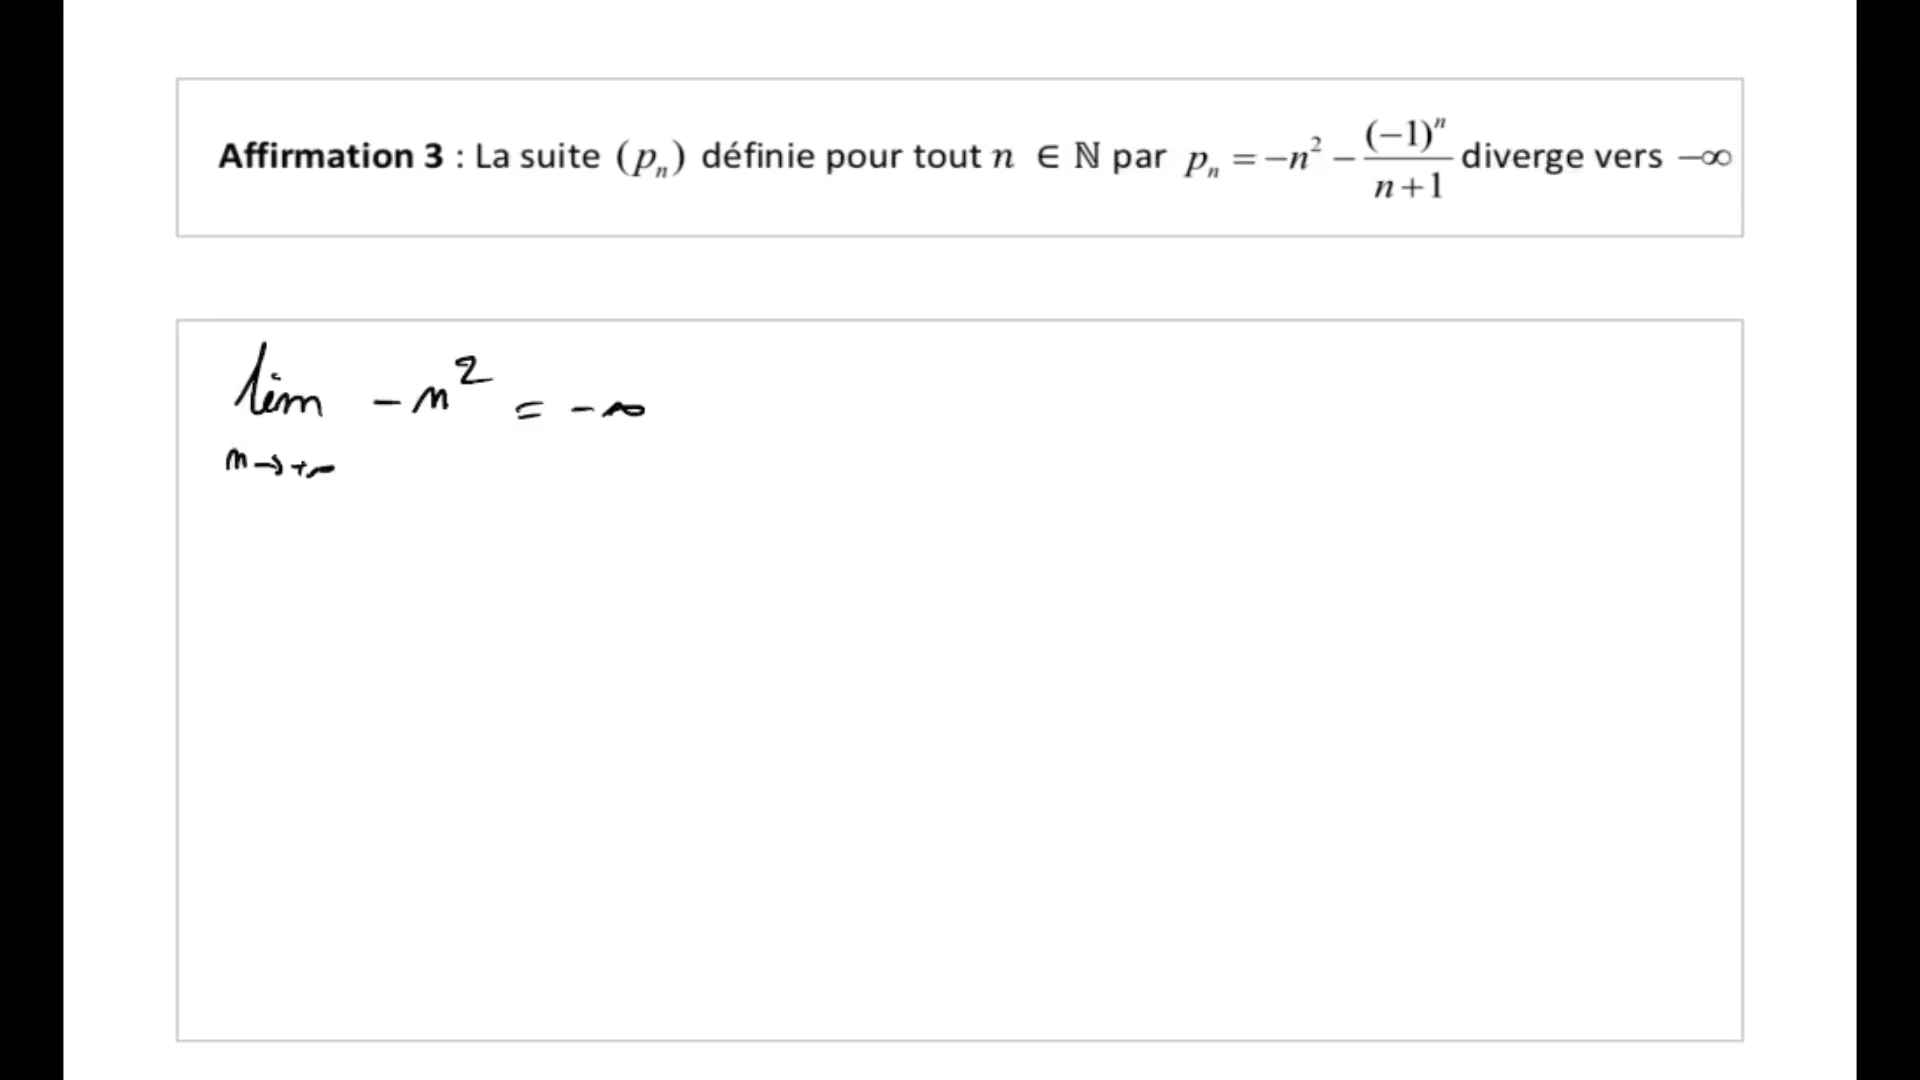 Affirmation 3 : La suite (pₙ) définie pour tout n ∈ ℕ par pₙ = −n² − (−1)ⁿ/(n+1) diverge vers −∞
lim −n² = −∞
n→+∞